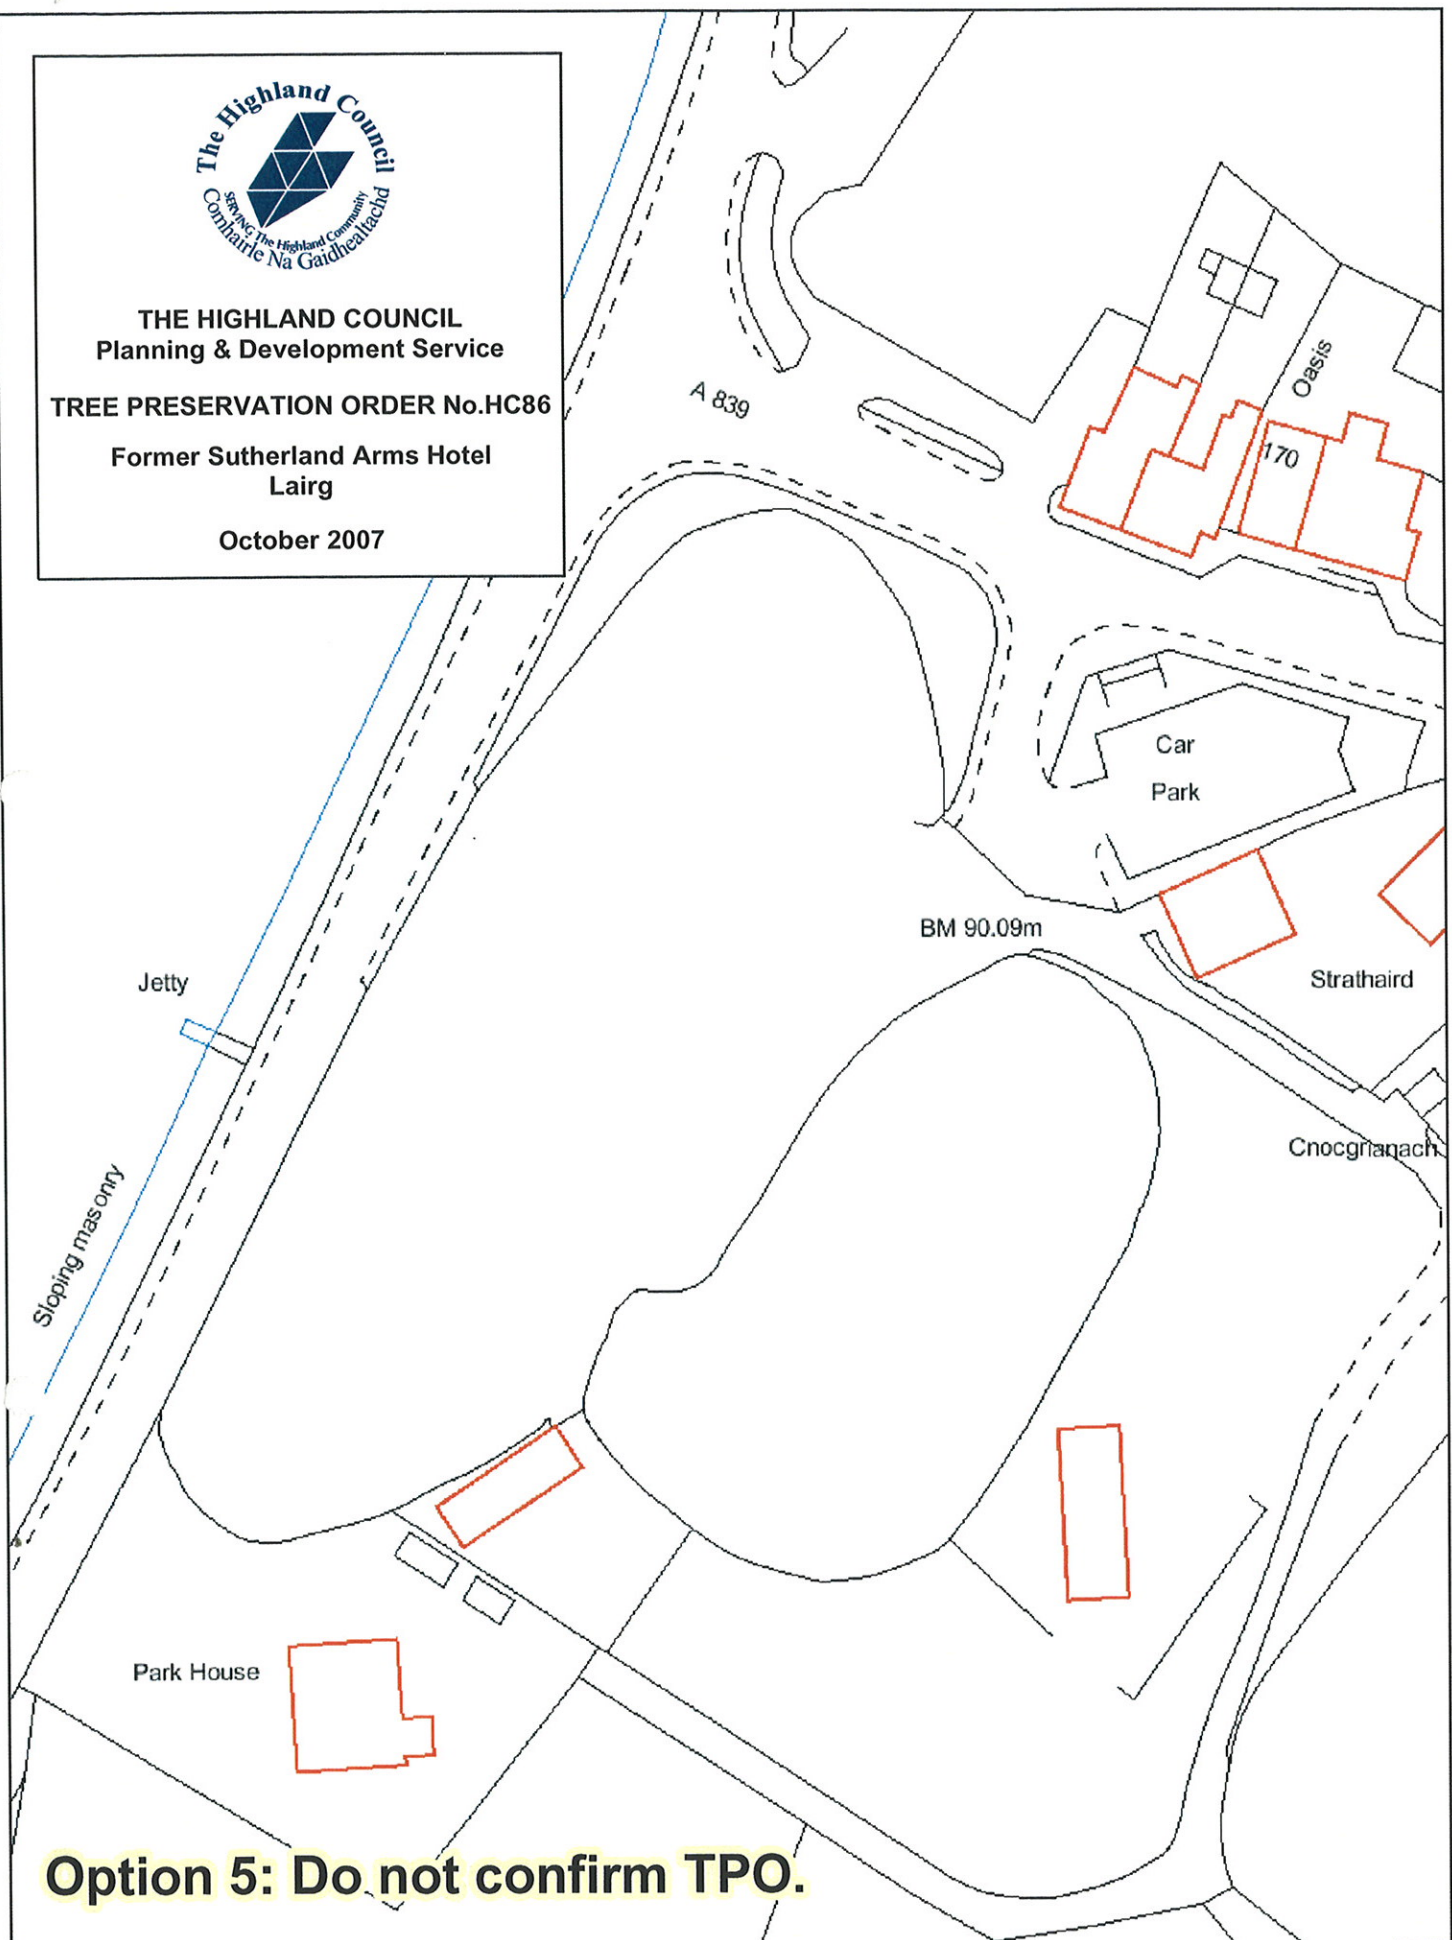 The Highland Council
SERVING The Highland Community
Comhairle Na Gaidhealtachd
THE HIGHLAND COUNCIL
Planning & Development Service
TREE PRESERVATION ORDER No.HC86
Former Sutherland Arms Hotel
Lairg
October 2007
A 839
Oasis
170
Car
Park
BM 90.09m
Jetty
Strathaird
Cnocgrianach
Sloping masonry
Park House
Option 5: Do not confirm TPO.